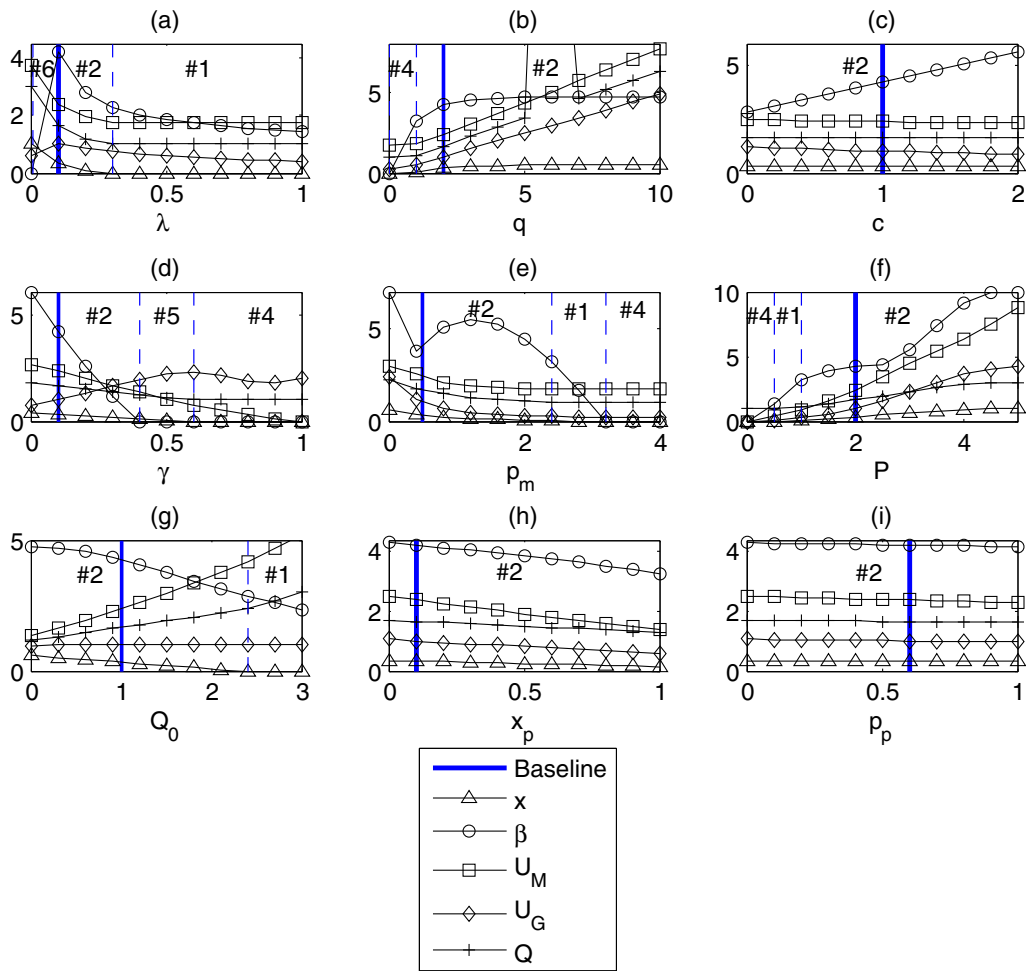 (a) (b) (c)
4 #6 #2 #1
2
0
0 0.5 1
λ
#4 #2
5
0
0 5 10
q
#2
5
0
0 1 2
c
(d) (e) (f)
#2 #5 #4
5
0
0 0.5 1
γ
#2 #1 #4
5
0
0 2 4
p_m
10 #4 #1 #2
5
0
0 2 4
P
(g) (h) (i)
5
#2 #1
0
0 1 2 3
Q_0
4
#2
2
0
0 0.5 1
x_p
4
#2
2
0
0 0.5 1
p_p
Baseline
x
β
U_M
U_G
Q